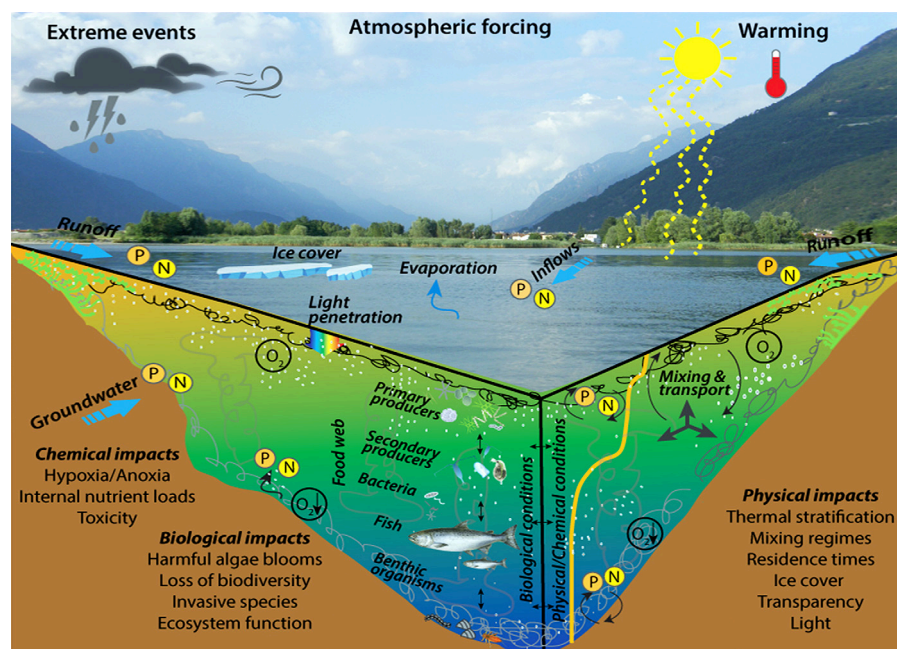 Extreme events
Atmospheric forcing
Warming
Runoff
P
N
Ice cover
Evaporation
Inflows
P
N
Runoff
P
N
Light
penetration
O2
O2
Groundwater
P
N
Primary
producers
P
N
Mixing &
transport
Food web
Secondary
producers
Bacteria
Fish
Benthic
organisms
Biological conditions
Physical/Chemical conditions
P
N
O2
O2
P
N
Chemical impacts
Hypoxia/Anoxia
Internal nutrient loads
Toxicity
Biological impacts
Harmful algae blooms
Loss of biodiversity
Invasive species
Ecosystem function
Physical impacts
Thermal stratification
Mixing regimes
Residence times
Ice cover
Transparency
Light